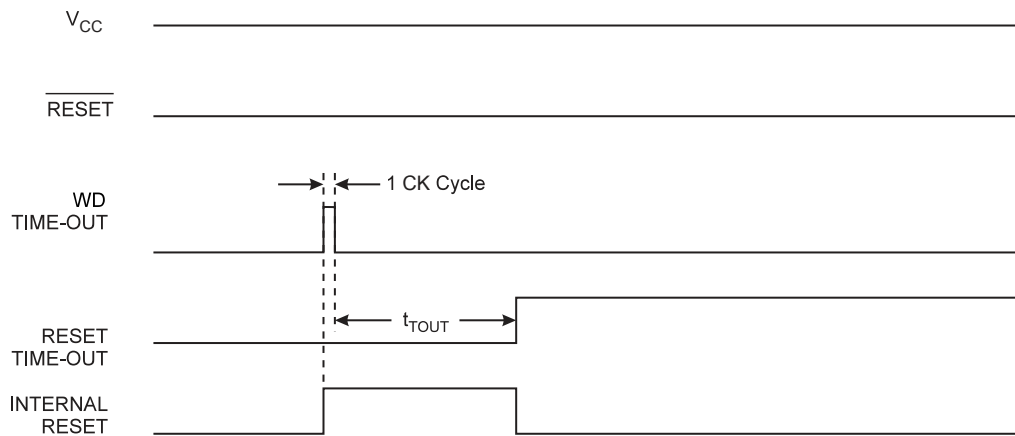 VCC
RESET
1 CK Cycle
WD
TIME-OUT
tTOUT
RESET
TIME-OUT
INTERNAL
RESET